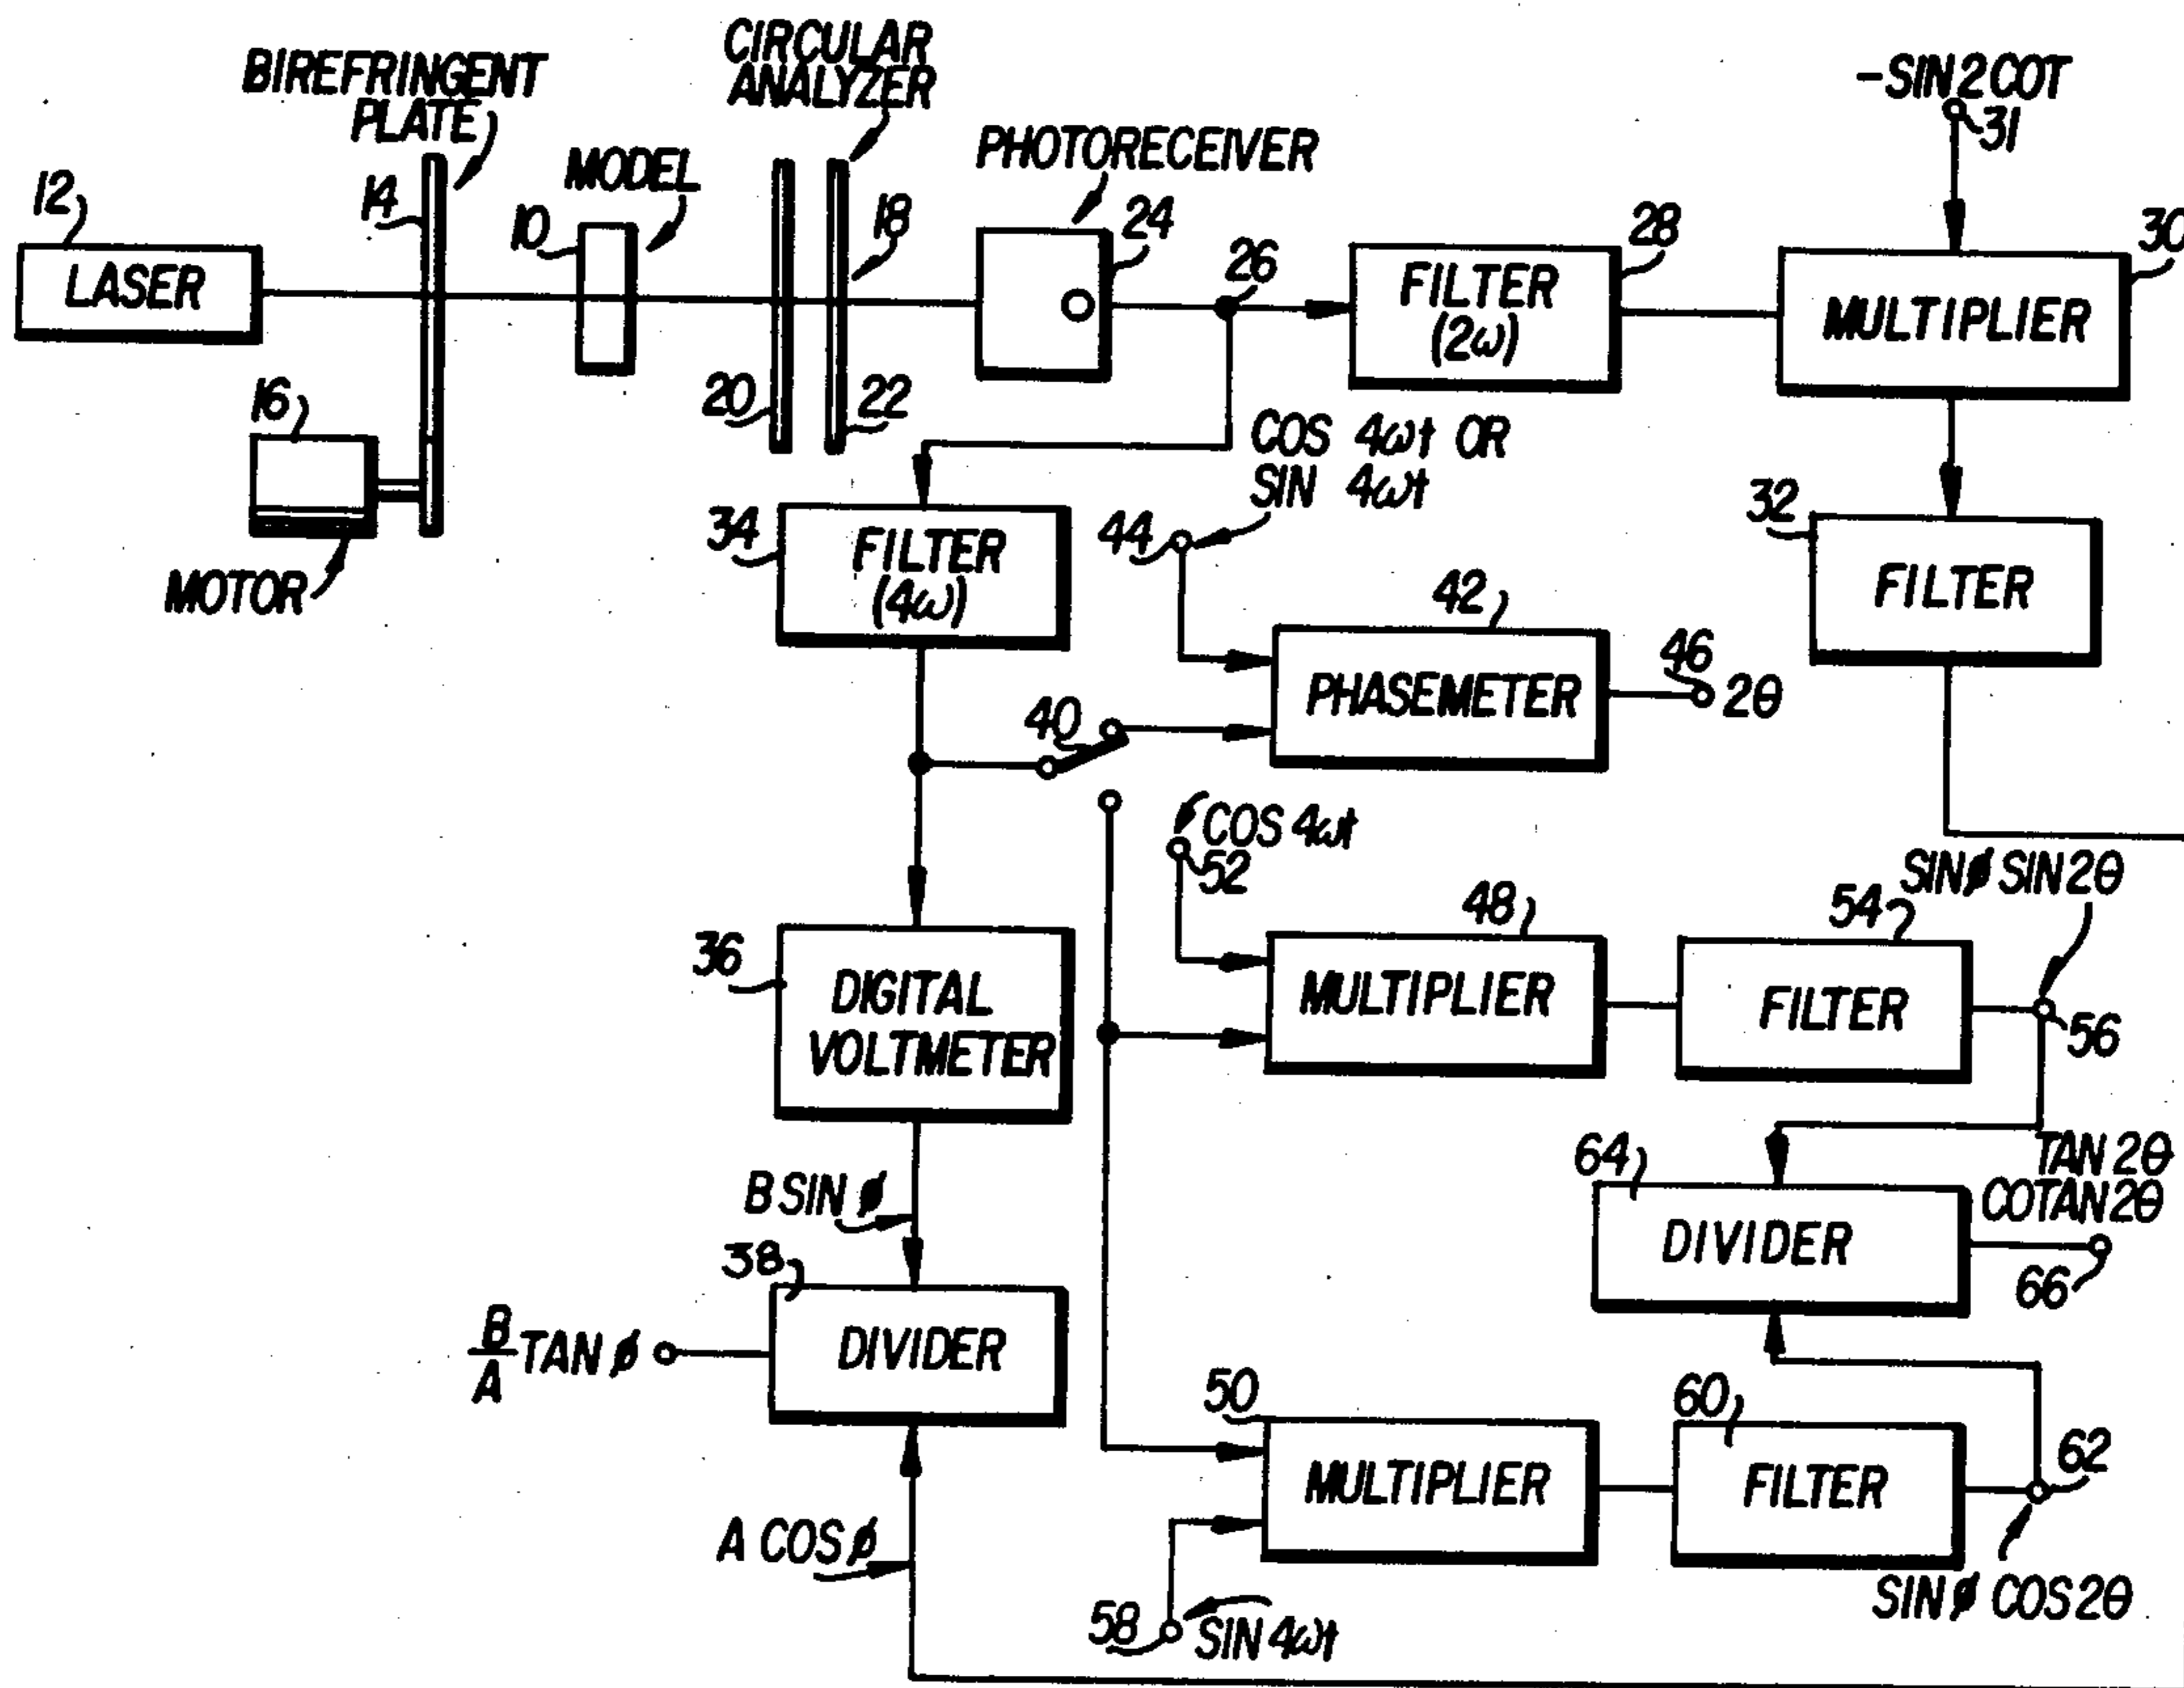 CIRCULAR
ANALYZER
BIREFRINGENT
PLATE
-SIN 2COT
31
PHOTORECEIVER
MODEL
12
14
10
18
24
26
28
30
LASER
FILTER
(2ω)
MULTIPLIER
16
20
22
COS 4ωt OR
SIN 4ωt
MOTOR
34
FILTER
(4ω)
44
32
FILTER
42
PHASEMETER
46
2θ
40
COS 4ωt
52
SINø SIN2θ
36
DIGITAL
VOLTMETER
48
MULTIPLIER
54
FILTER
56
B SIN ø
64
DIVIDER
TAN 2θ
COTAN 2θ
66
38
B
A
TAN ø
DIVIDER
50
MULTIPLIER
60
FILTER
62
A COS ø
58
SIN 4ωt
SINø COS2θ